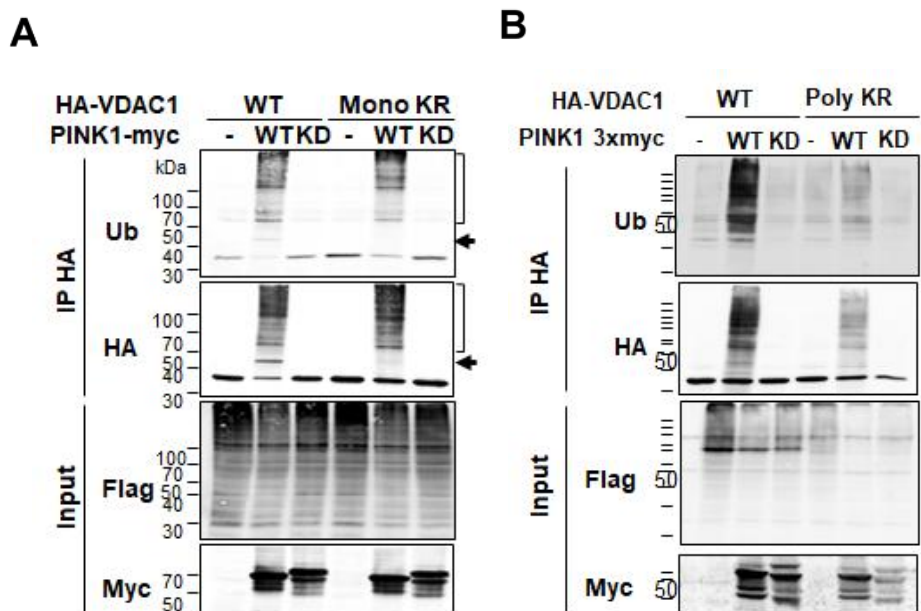 A
HA-VDAC1 WT Mono KR
PINK1-myc - WT KD - WT KD
kDa
IP HA
Ub
100
70
50
40
30
HA
100
70
50
40
30
Input
Flag
100
70
50
40
30
Myc
70
50
B
HA-VDAC1 WT Poly KR
PINK1 3xmyc - WT KD - WT KD
IP HA
Ub
50
HA
50
Input
Flag
50
Myc
50